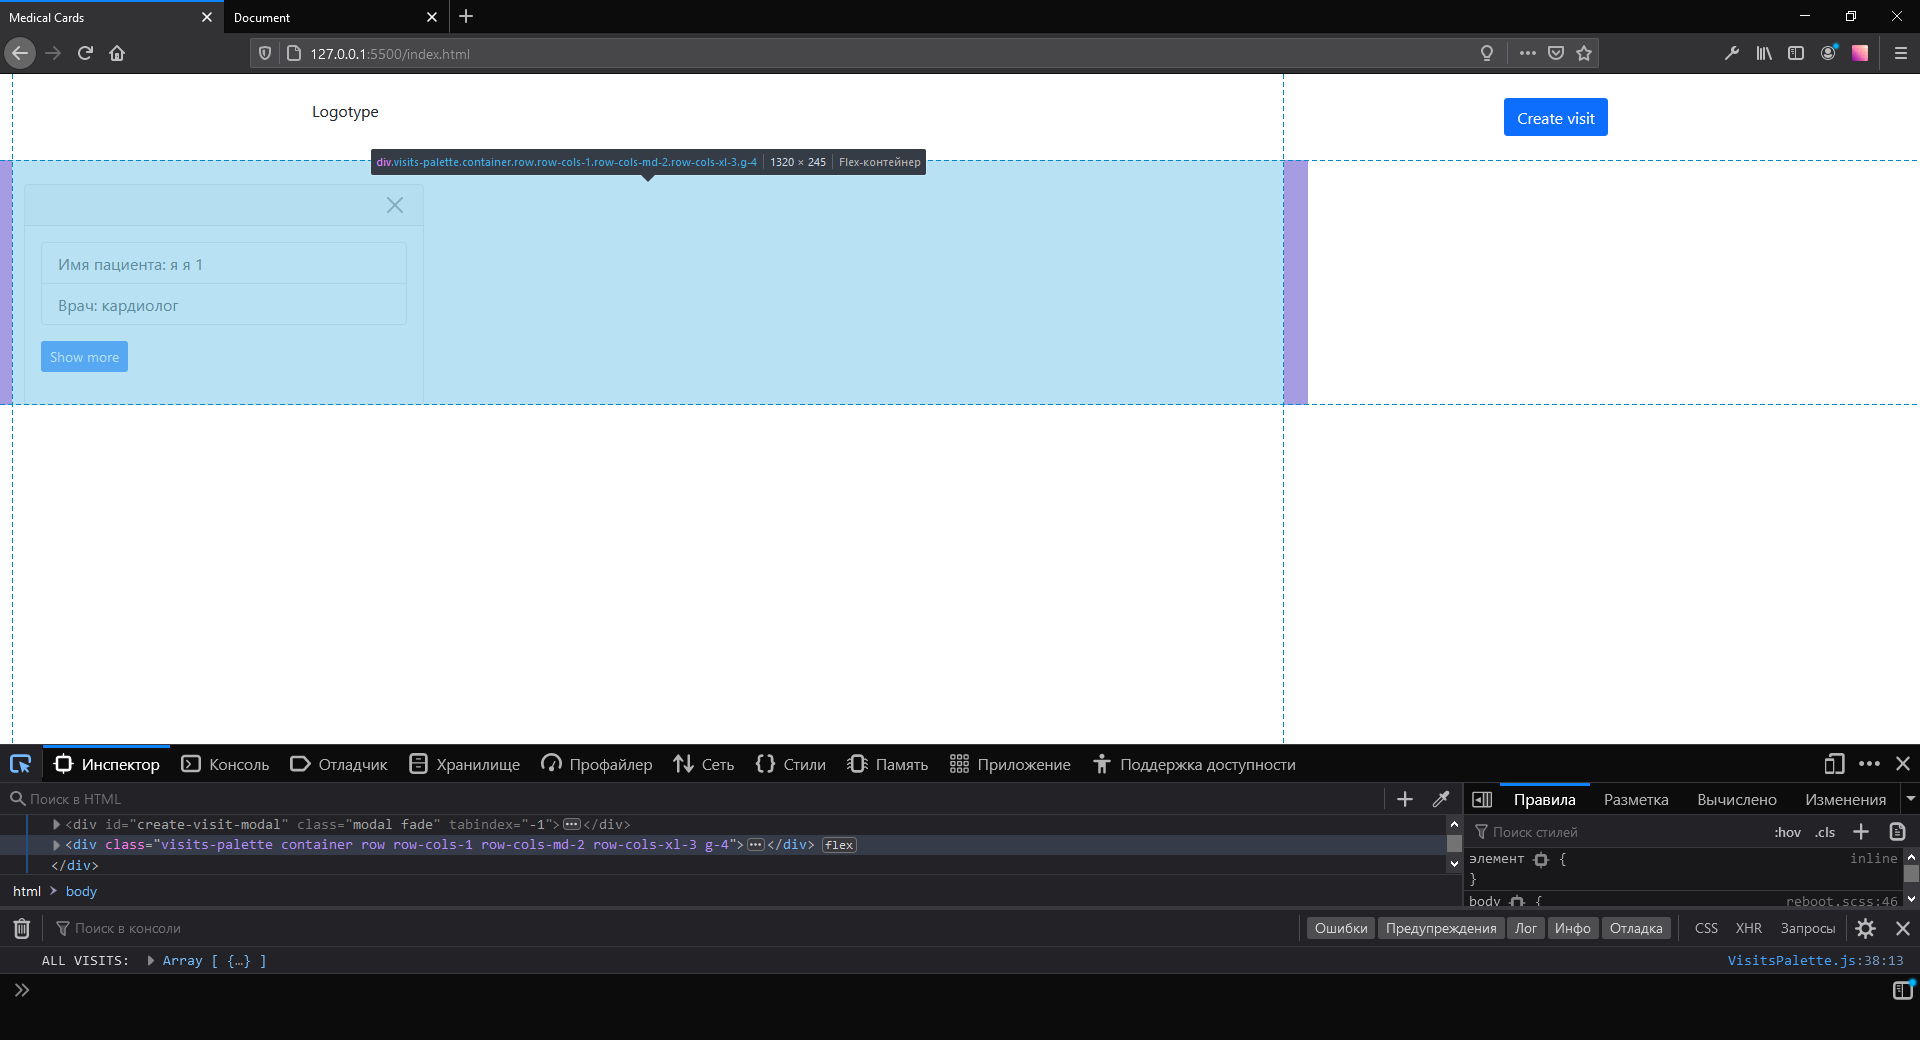 Medical Cards
Document
127.0.0.1:5500/index.html
Logotype
Create visit
div.visits-palette.container.row.row-cols-1.row-cols-md-2.row-cols-xl-3.g-4 1320 × 245 Flex-контейнер
Имя пациента: я я 1
Врач: кардиолог
Show more
Инспектор Консоль Отладчик Хранилище Профайлер Сеть Стили Память Приложение Поддержка доступности
Поиск в HTML
Правила Разметка Вычислено Изменения
<div id="create-visit-modal" class="modal fade" tabindex="-1">•••</div>
<div class="visits-palette container row row-cols-1 row-cols-md-2 row-cols-xl-3 g-4">•••</div> flex
</div>
html > body
Поиск стилей :hov .cls
элемент { inline
}
body { reboot.scss:46
Поиск в консоли
Ошибки Предупреждения Лог Инфо Отладка CSS XHR Запросы
ALL VISITS: Array [ {…} ] VisitsPalette.js:38:13